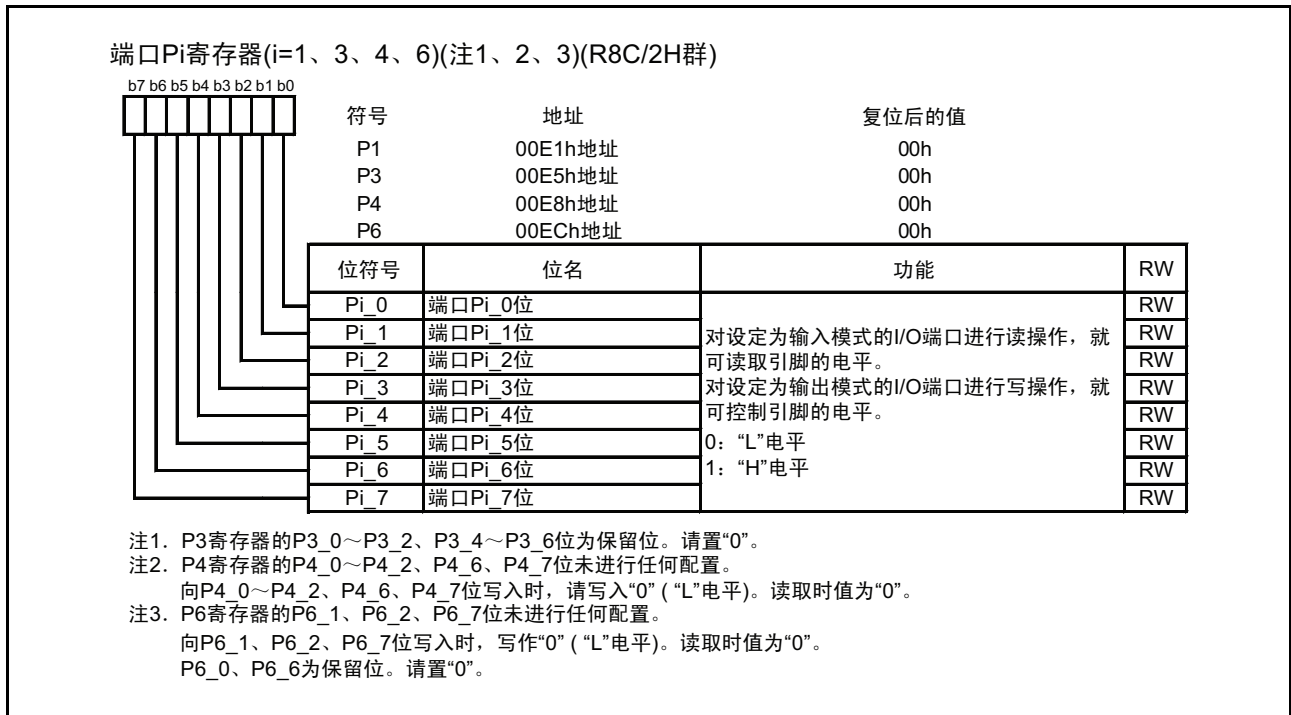 端口Pi寄存器(i=1、3、4、6)(注1、2、3)(R8C/2H群)
b7 b6 b5 b4 b3 b2 b1 b0
符号 地址 复位后的值
P1 00E1h地址 00h
P3 00E5h地址 00h
P4 00E8h地址 00h
P6 00ECh地址 00h
位符号 位名 功能 RW
Pi_0 端口Pi_0位 RW
Pi_1 端口Pi_1位 RW
Pi_2 端口Pi_2位 RW
Pi_3 端口Pi_3位 RW
Pi_4 端口Pi_4位 RW
Pi_5 端口Pi_5位 RW
Pi_6 端口Pi_6位 RW
Pi_7 端口Pi_7位 RW
对设定为输入模式的I/O端口进行读操作，就
可读取引脚的电平。
对设定为输出模式的I/O端口进行写操作，就
可控制引脚的电平。
0：“L”电平
1：“H”电平
注1. P3寄存器的P3_0～P3_2、P3_4～P3_6位为保留位。请置“0”。
注2. P4寄存器的P4_0～P4_2、P4_6、P4_7位未进行任何配置。
向P4_0～P4_2、P4_6、P4_7位写入时，请写入“0” ( “L”电平)。读取时值为“0”。
注3. P6寄存器的P6_1、P6_2、P6_7位未进行任何配置。
向P6_1、P6_2、P6_7位写入时，写作“0” ( “L”电平)。读取时值为“0”。
P6_0、P6_6为保留位。请置“0”。